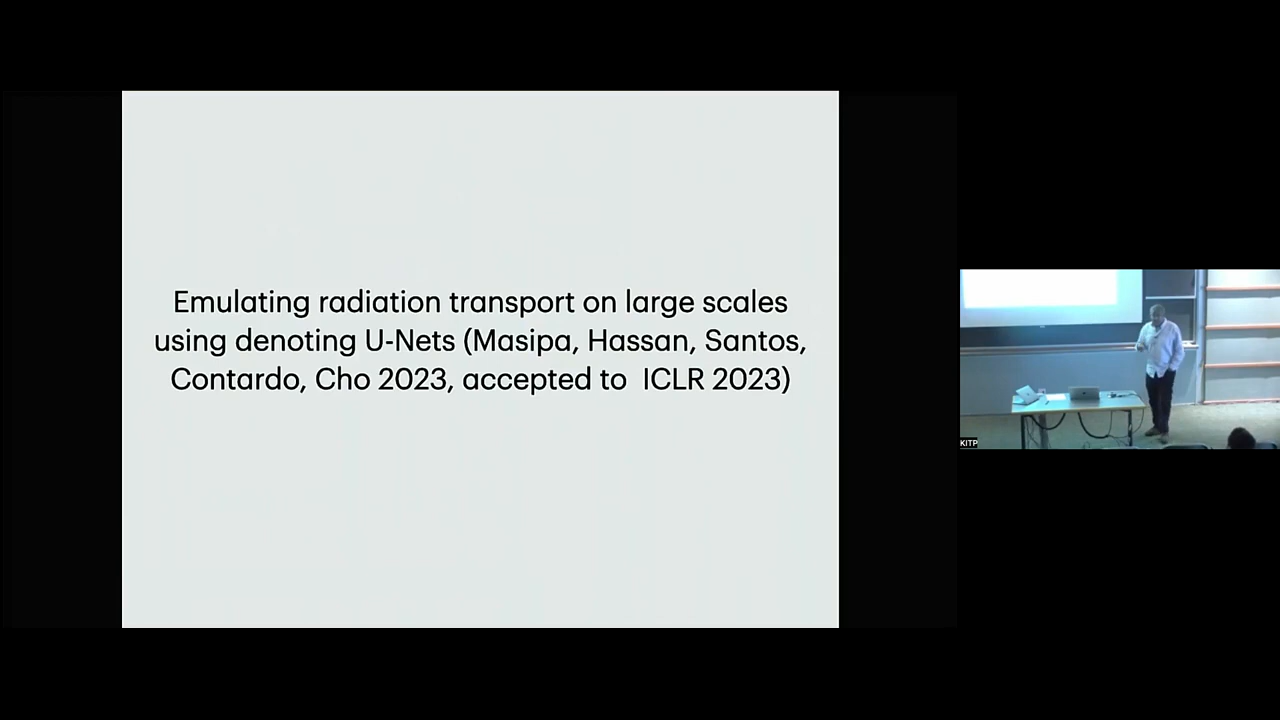 Emulating radiation transport on large scales
using denoting U-Nets (Masipa, Hassan, Santos,
Contardo, Cho 2023, accepted to ICLR 2023)
KITP